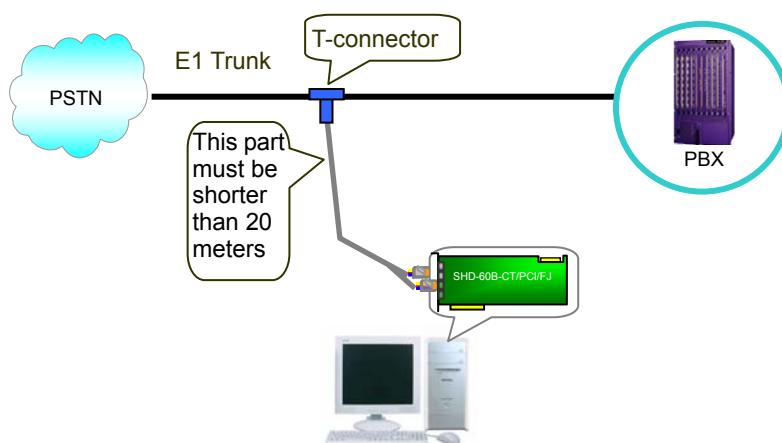 T-connector
E1 Trunk
PSTN
PBX
This part
must be
shorter
than 20
meters
SHD-60B-CT/PCI/FJ